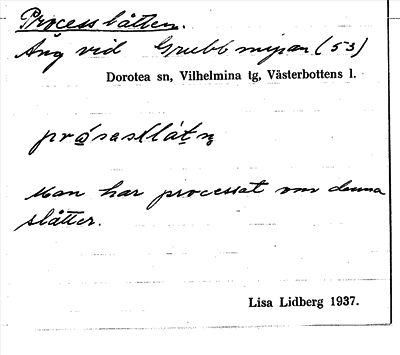 Processlåtten.
Äng vid Grubbmyran (53)
Dorotea sn, Vilhelmina tg, Västerbottens l.
Man har processat om denna
slåtter.
Lisa Lidberg 1937.